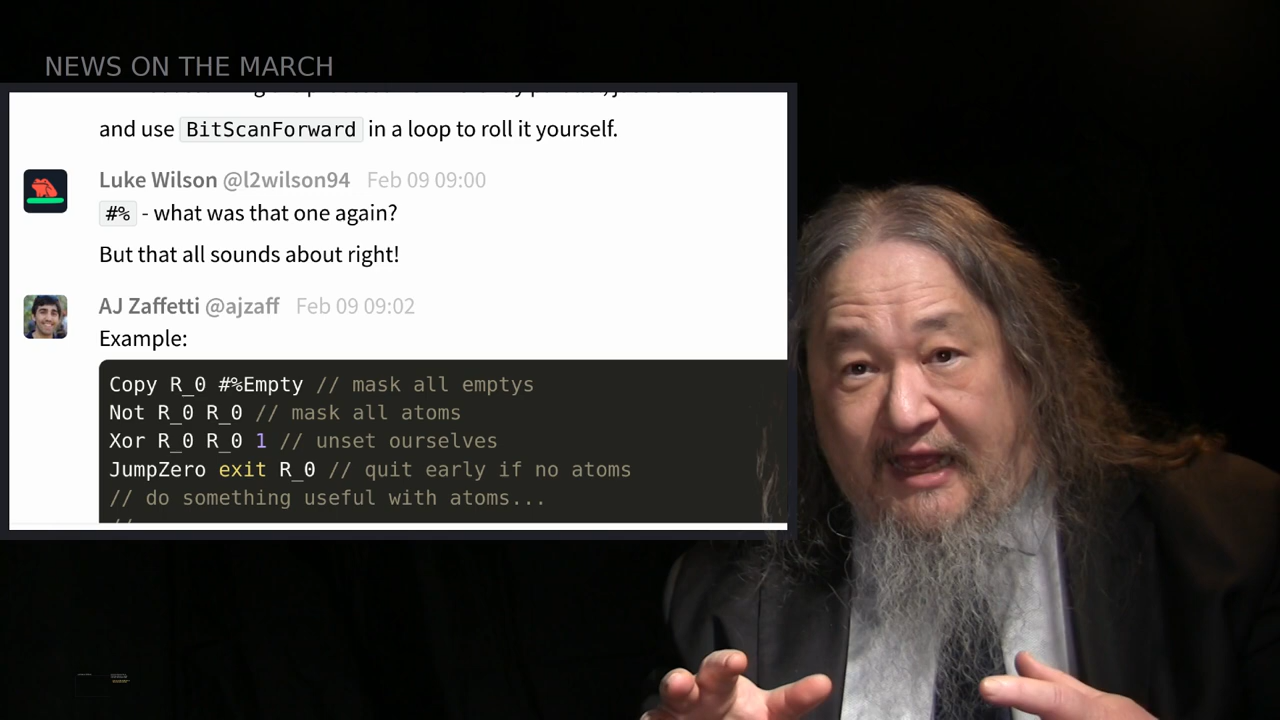 NEWS ON THE MARCH
and use BitScanForward in a loop to roll it yourself.
Luke Wilson @l2wilson94 Feb 09 09:00
#% - what was that one again?
But that all sounds about right!
AJ Zaffetti @ajzaff Feb 09 09:02
Example:
Copy R_0 #%Empty // mask all emptys
Not R_0 R_0 // mask all atoms
Xor R_0 R_0 1 // unset ourselves
JumpZero exit R_0 // quit early if no atoms
// do something useful with atoms...